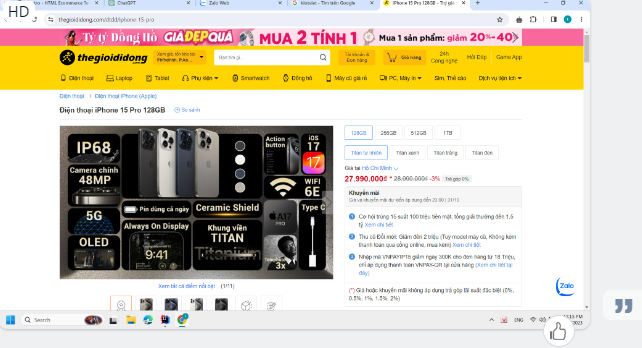 HD
ChatGPT
Zalo Web
iPhone 15 Pro 128GB - Trợ giá
thegioididong.com/dtdd/iphone-15-pro
Tỷ tỷ Đồng Hồ GIÁ ĐẸP QUÁ MUA 2 TÍNH 1 Mua 1 sản phẩm: giảm 20%-40%
thegioididong
Bạn tìm gì...
Tài khoản & Đơn hàng
Giỏ hàng
24h Công nghệ
Hỏi Đáp
Game App
Điện thoại
Laptop
Tablet
Phụ kiện
Smartwatch
Đồng hồ
Máy cũ giá rẻ
PC, Máy in
Sim, Thẻ cào
Dịch vụ tiện ích
Điện thoại › Điện thoại iPhone (Apple)
Điện thoại iPhone 15 Pro 128GB
So sánh
IP68
Camera chính
48MP
5G
OLED
Pin dùng cả ngày
Always On Display
9:41
Ceramic Shield
Khung viền
TITAN
Titanium
Action button
iOS
17
WIFI
6E
A17
PRO
Type C
3x
Xem tất cả điểm nổi bật (1/11)
128GB
256GB
512GB
1TB
Titan tự nhiên
Titan xanh
Titan trắng
Titan đen
Giá tại Hồ Chí Minh
27.990.000₫ * 28.990.000₫ -3% Trả góp 0%
Khuyến mãi
Giá và khuyến mãi dự kiến áp dụng đến 23:00 | 31/10
1 Cơ hội trúng 15 suất 100 triệu tiền mặt, tổng giải thưởng đến 1.5
tỷ Xem chi tiết
2 Thu cũ Đổi mới: Giảm đến 2 triệu (Tuỳ model máy cũ, Không kèm
thanh toán qua cổng online, mua kèm) Xem chi tiết
3 Nhập mã VNPAYIP15 giảm ngay 300K cho đơn hàng từ 18 Triệu,
chỉ áp dụng thanh toán VNPAY-QR tại cửa hàng (Xem chi tiết tại
đây)
(*) Giá hoặc khuyến mãi không áp dụng trả góp lãi suất đặc biệt (0%,
0.5%, 1%, 1.5%, 2%)
Zalo
Search
ENG